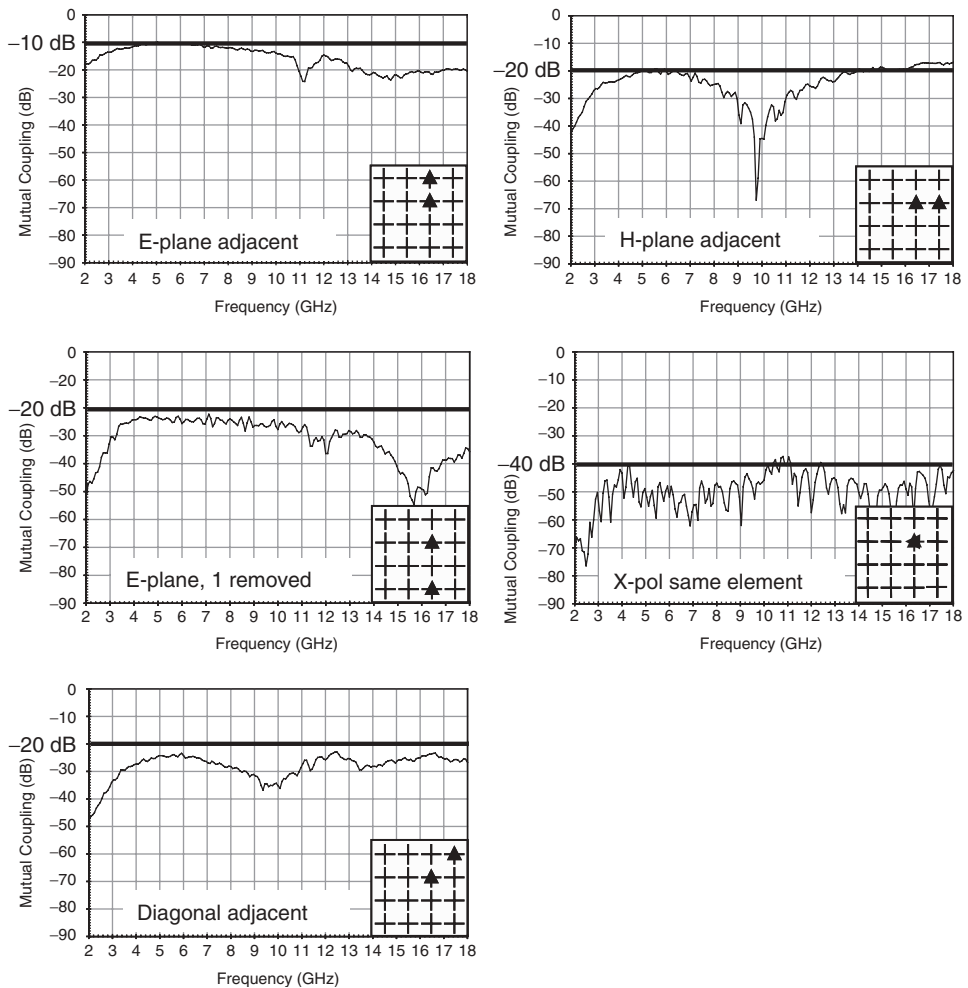 0
−10 dB
−20
−30
−40
−50
−60
−70
−80
−90
Mutual Coupling (dB)
E-plane adjacent
2 3 4 5 6 7 8 9 10 11 12 13 14 15 16 17 18
Frequency (GHz)
0
−10
−20 dB
−30
−40
−50
−60
−70
−80
−90
Mutual Coupling (dB)
H-plane adjacent
2 3 4 5 6 7 8 9 10 11 12 13 14 15 16 17 18
Frequency (GHz)
0
−20
−20 dB
−30
−40
−50
−60
−70
−80
−90
Mutual Coupling (dB)
E-plane, 1 removed
2 3 4 5 6 7 8 9 10 11 12 13 14 15 16 17 18
Frequency (GHz)
0
−10
−20
−30
−40 dB
−50
−60
−70
−80
−90
Mutual Coupling (dB)
X-pol same element
2 3 4 5 6 7 8 9 10 11 12 13 14 15 16 17 18
Frequency (GHz)
0
−10
−20 dB
−30
−40
−50
−60
−70
−80
−90
Mutual Coupling (dB)
Diagonal adjacent
2 3 4 5 6 7 8 9 10 11 12 13 14 15 16 17 18
Frequency (GHz)